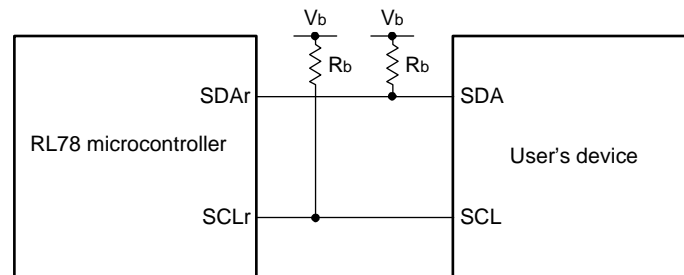 Vb Vb
Rb Rb
SDAr SDA
RL78 microcontroller User's device
SCLr SCL